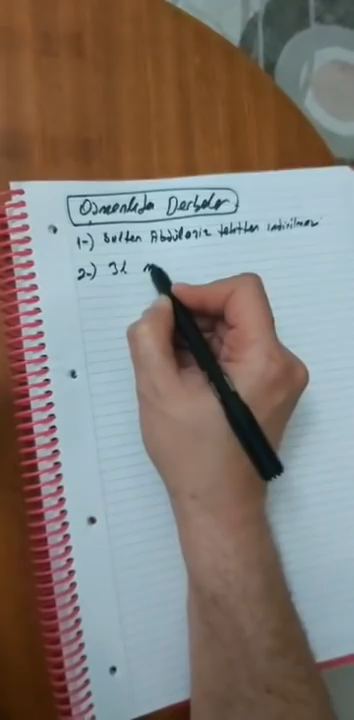 Osmanlıda Darbeler
1-) Sultan Abdülaziz tahttan indirilmesi
2-) 31 m